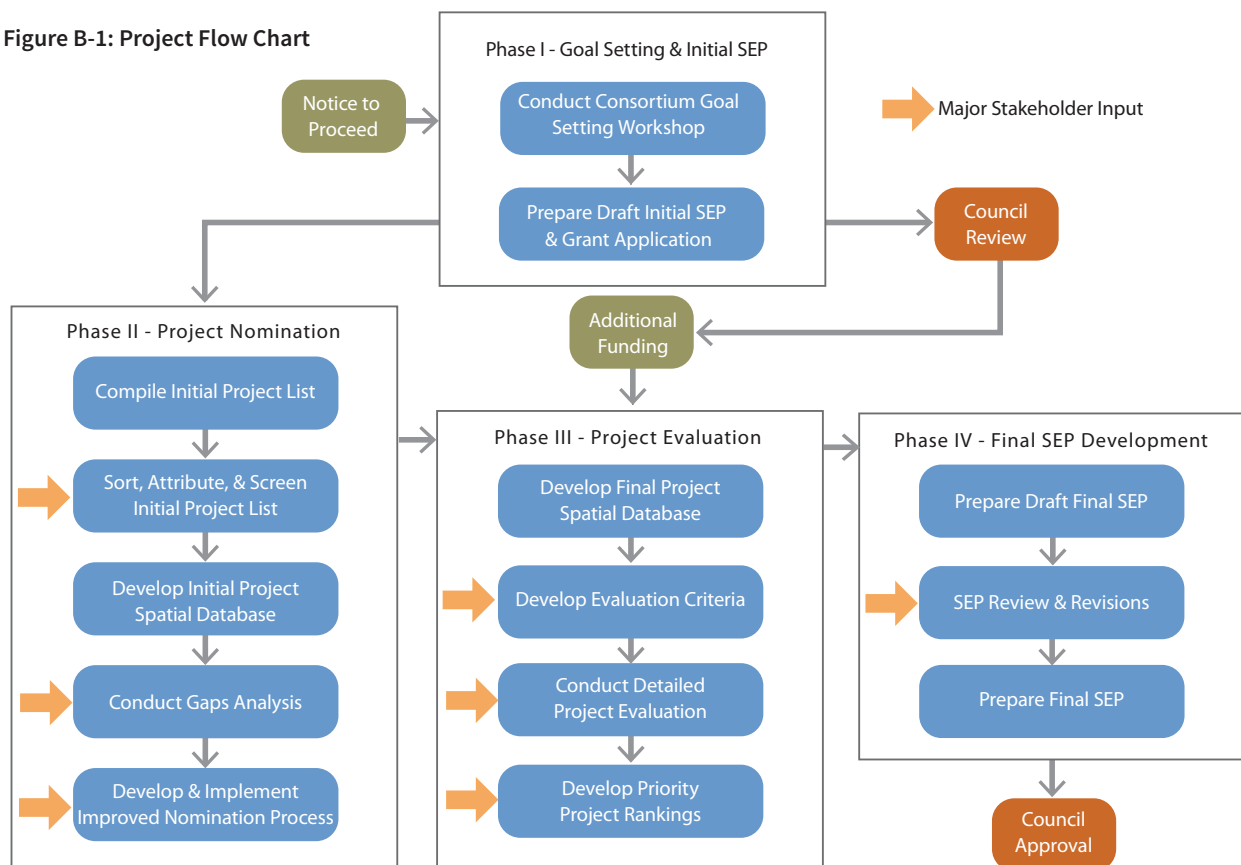 Figure B-1: Project Flow Chart
Phase I - Goal Setting & Initial SEP
Notice to
Proceed
Conduct Consortium Goal
Setting Workshop
Major Stakeholder Input
Prepare Draft Initial SEP
& Grant Application
Council
Review
Additional
Funding
Phase II - Project Nomination
Compile Initial Project List
Sort, Attribute, & Screen
Initial Project List
Develop Initial Project
Spatial Database
Conduct Gaps Analysis
Develop & Implement
Improved Nomination Process
Phase III - Project Evaluation
Develop Final Project
Spatial Database
Develop Evaluation Criteria
Conduct Detailed
Project Evaluation
Develop Priority
Project Rankings
Phase IV - Final SEP Development
Prepare Draft Final SEP
SEP Review & Revisions
Prepare Final SEP
Council
Approval